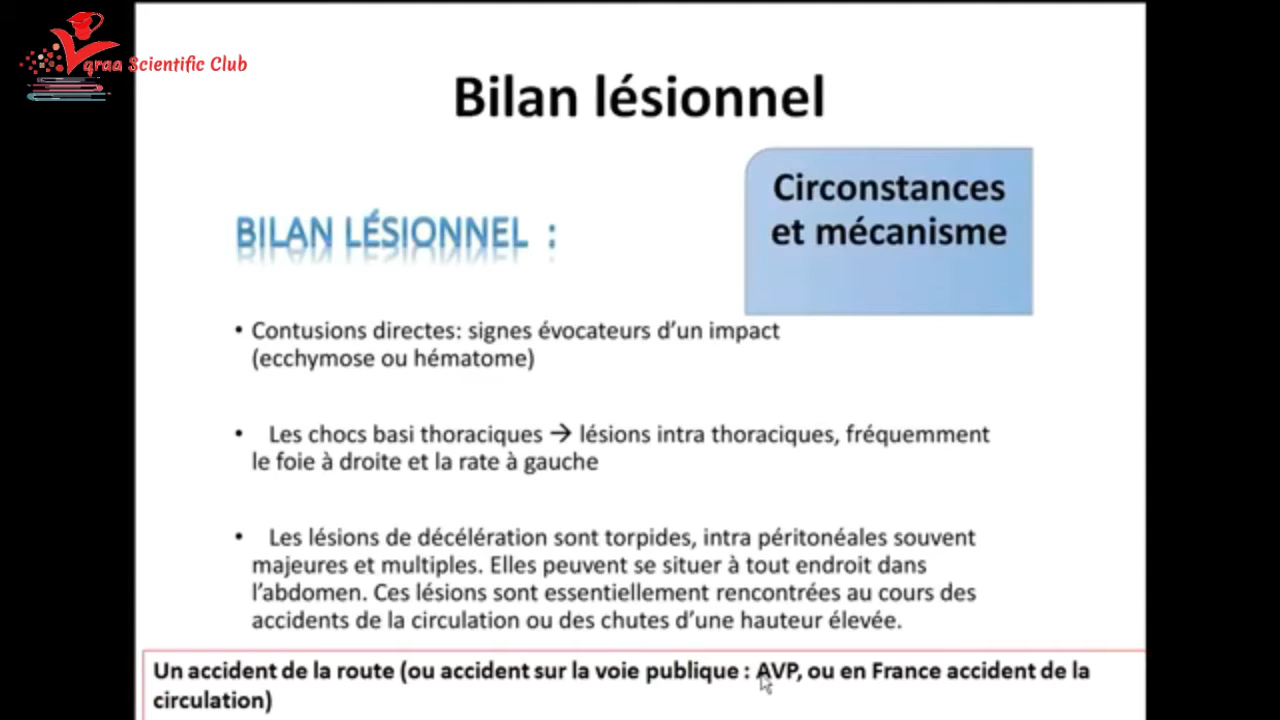 qraa Scientific Club
Bilan lésionnel
Circonstances
et mécanisme
BILAN LÉSIONNEL :
• Contusions directes: signes évocateurs d'un impact
(ecchymose ou hématome)
• Les chocs basi thoraciques → lésions intra thoraciques, fréquemment
le foie à droite et la rate à gauche
• Les lésions de décélération sont torpides, intra péritonéales souvent
majeures et multiples. Elles peuvent se situer à tout endroit dans
l'abdomen. Ces lésions sont essentiellement rencontrées au cours des
accidents de la circulation ou des chutes d'une hauteur élevée.
Un accident de la route (ou accident sur la voie publique : AVP, ou en France accident de la
circulation)